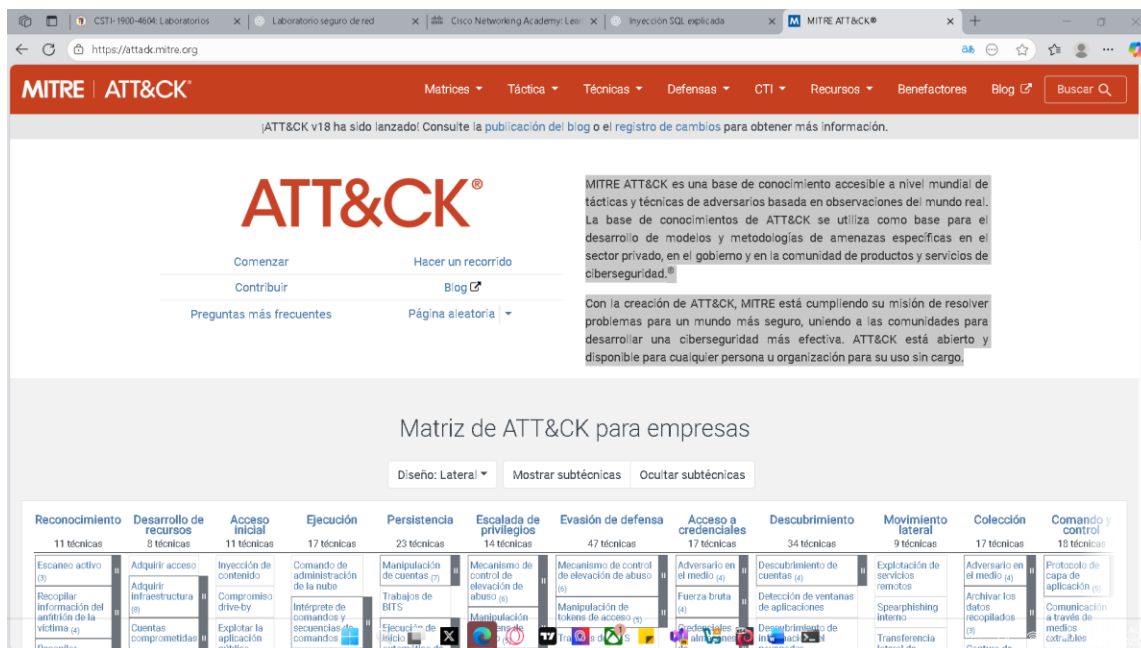 CSTI-1900-4604: Laboratorios
Laboratorio seguro de red
Cisco Networking Academy: Lear
Inyección SQL explicada
MITRE ATT&CK®
https://attack.mitre.org
MITRE | ATT&CK®
Matrices
Táctica
Técnicas
Defensas
CTI
Recursos
Benefactores
Blog
Buscar
¡ATT&CK v18 ha sido lanzado! Consulte la publicación del blog o el registro de cambios para obtener más información.
ATT&CK®
Comenzar
Hacer un recorrido
Contribuir
Blog
Preguntas más frecuentes
Página aleatoria
MITRE ATT&CK es una base de conocimiento accesible a nivel mundial de
tácticas y técnicas de adversarios basada en observaciones del mundo real.
La base de conocimientos de ATT&CK se utiliza como base para el
desarrollo de modelos y metodologías de amenazas específicas en el
sector privado, en el gobierno y en la comunidad de productos y servicios de
ciberseguridad.®
Con la creación de ATT&CK, MITRE está cumpliendo su misión de resolver
problemas para un mundo más seguro, uniendo a las comunidades para
desarrollar una ciberseguridad más efectiva. ATT&CK está abierto y
disponible para cualquier persona u organización para su uso sin cargo.
Matriz de ATT&CK para empresas
Diseño: Lateral
Mostrar subtécnicas
Ocultar subtécnicas
Reconocimiento
11 técnicas
Escaneo activo
(3)
Recopilar
información del
anfitrión de la
víctima (4)
Desarrollo de
recursos
8 técnicas
Adquirir acceso
Adquirir
infraestructura
(8)
Cuentas
comprometidas
Acceso
inicial
11 técnicas
Inyección de
contenido
Compromiso
drive-by
Explotar la
aplicación
Ejecución
17 técnicas
Comando de
administración
de la nube
Intérprete de
comandos y
secuencias de
comandos
Persistencia
23 técnicas
Manipulación
de cuentas (7)
Trabajos de
BITS
Ejecución de
inicio
Escalada de
privilegios
14 técnicas
Mecanismo de
control de
elevación de
abuso (6)
Manipulación
Evasión de defensa
47 técnicas
Mecanismo de control
de elevación de abuso
(6)
Manipulación de
tokens de acceso (5)
Acceso a
credenciales
17 técnicas
Adversario en
el medio (4)
Fuerza bruta
(4)
Credenciales
Descubrimiento
34 técnicas
Descubrimiento de
cuentas (4)
Detección de ventanas
de aplicaciones
Descubrimiento de
Movimiento
lateral
9 técnicas
Explotación de
servicios
remotos
Spearphishing
interno
Transferencia
Colección
17 técnicas
Adversario en
el medio (4)
Archivar los
datos
recopilados
(3)
Comando y
control
18 técnicas
Protocolo de
capa de
aplicación (5)
Comunicación
a través de
medios
extraíbles